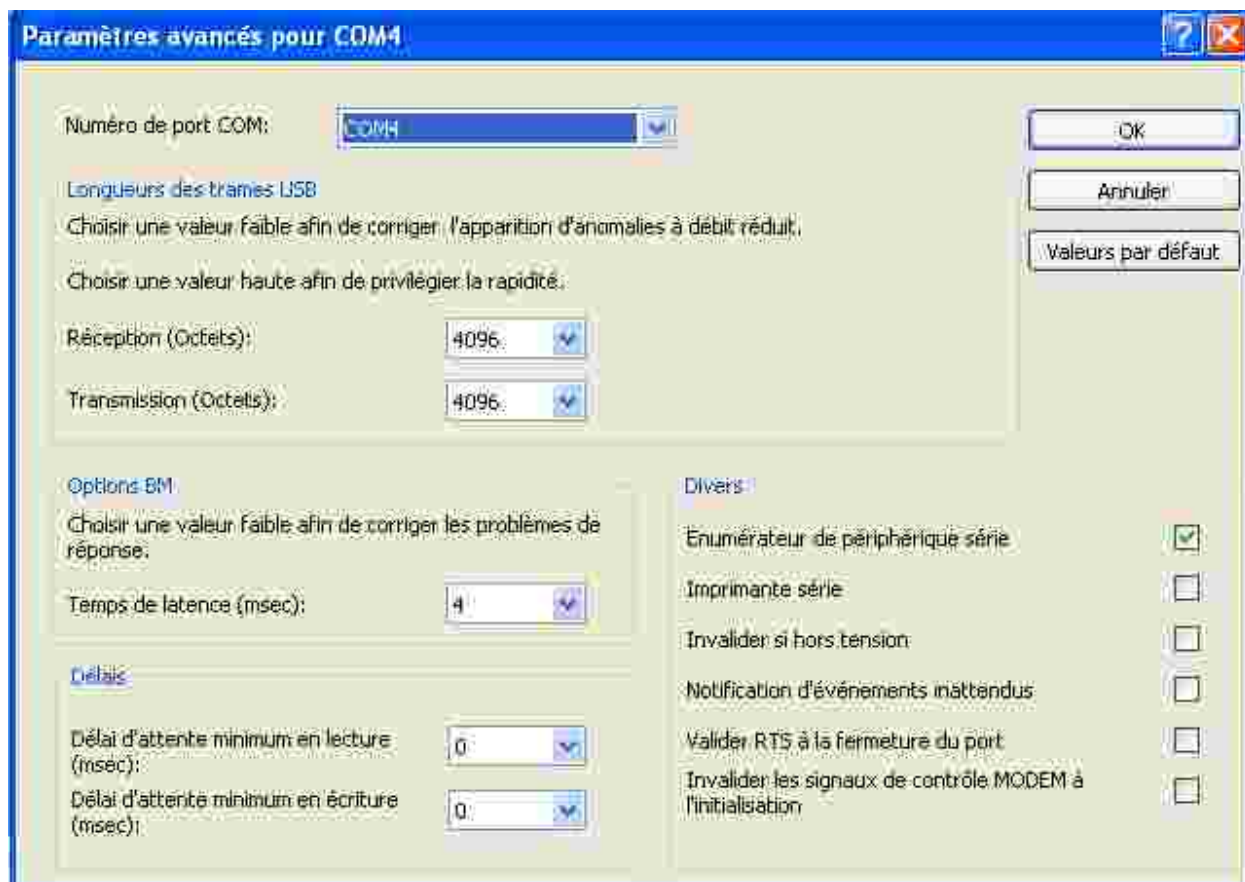 Paramètres avancés pour COM4
Numéro de port COM:
COM4
OK
Longueurs des trames USB
Annuler
Choisir une valeur faible afin de corriger l'apparition d'anomalies à débit réduit.
Valeurs par défaut
Choisir une valeur haute afin de privilégier la rapidité.
Réception (Octets):
4096
Transmission (Octets):
4096
Options BM
Choisir une valeur faible afin de corriger les problèmes de
réponse.
Temps de latence (msec):
4
Délais
Délai d'attente minimum en lecture
(msec):
0
Délai d'attente minimum en écriture
(msec):
0
Divers
Enumérateur de périphérique série
Imprimante série
Invalider si hors tension
Notification d'événements inattendus
Valider RTS à la fermeture du port
Invalider les signaux de contrôle MODEM à
l'initialisation